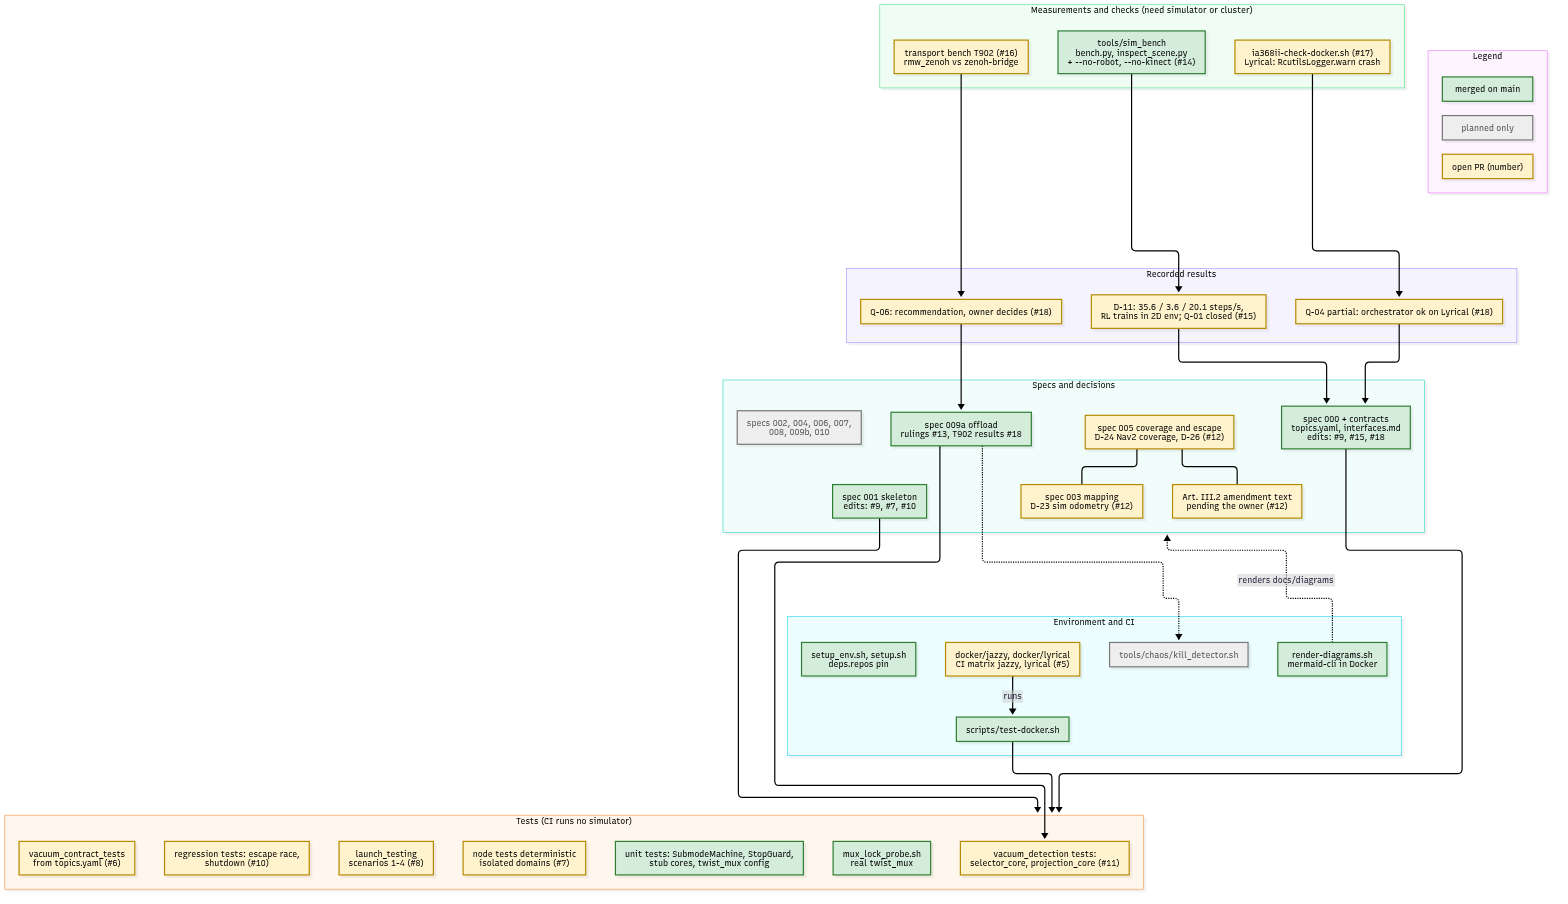 Measurements and checks (need simulator or cluster)
transport bench T902 (#16)
rmw_zenoh vs zenoh-bridge
tools/sim_bench
bench.py, inspect_scene.py
+ --no-robot, --no-kinect (#14)
ia368ii-check-docker.sh (#17)
Lyrical: RcutilsLogger.warn crash
Legend
merged on main
planned only
open PR (number)
Recorded results
Q-06: recommendation, owner decides (#18)
D-11: 35.6 / 3.6 / 20.1 steps/s,
RL trains in 2D env; Q-01 closed (#15)
Q-04 partial: orchestrator ok on Lyrical (#18)
Specs and decisions
specs 002, 004, 006, 007,
008, 009b, 010
spec 009a offload
rulings #13, T902 results #18
spec 005 coverage and escape
D-24 Nav2 coverage, D-26 (#12)
spec 000 + contracts
topics.yaml, interfaces.md
edits: #9, #15, #18
spec 001 skeleton
edits: #9, #7, #10
spec 003 mapping
D-23 sim odometry (#12)
Art. III.2 amendment text
pending the owner (#12)
renders docs/diagrams
Environment and CI
setup_env.sh, setup.sh
deps.repos pin
docker/jazzy, docker/lyrical
CI matrix jazzy, lyrical (#5)
tools/chaos/kill_detector.sh
render-diagrams.sh
mermaid-cli in Docker
runs
scripts/test-docker.sh
Tests (CI runs no simulator)
vacuum_contract_tests
from topics.yaml (#6)
regression tests: escape race,
shutdown (#10)
launch_testing
scenarios 1-4 (#8)
node tests deterministic
isolated domains (#7)
unit tests: SubmodeMachine, StopGuard,
stub cores, twist_mux config
mux_lock_probe.sh
real twist_mux
vacuum_detection tests:
selector_core, projection_core (#11)